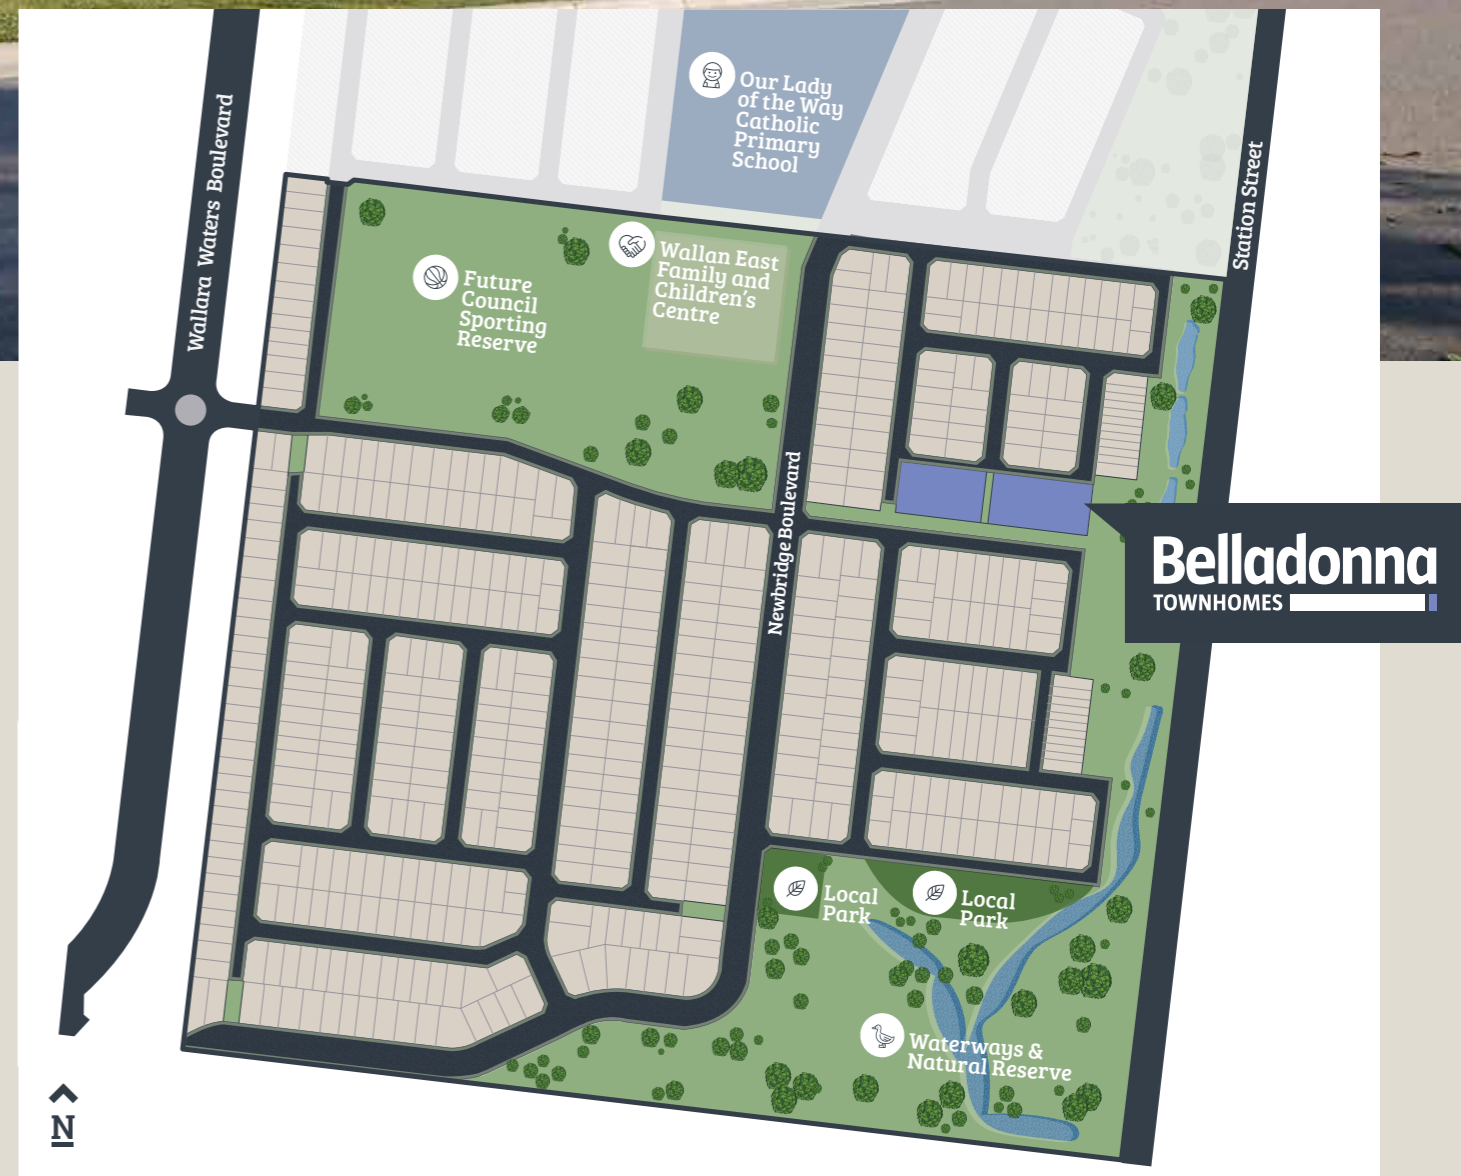 Our Lady
of the Way
Catholic
Primary
School
Wallara Waters Boulevard
Station Street
Wallan East
Family and
Children's
Centre
Future
Council
Sporting
Reserve
Newbridge Boulevard
Belladonna
TOWNHOMES
Local
Park
Local
Park
Waterways &
Natural Reserve
N